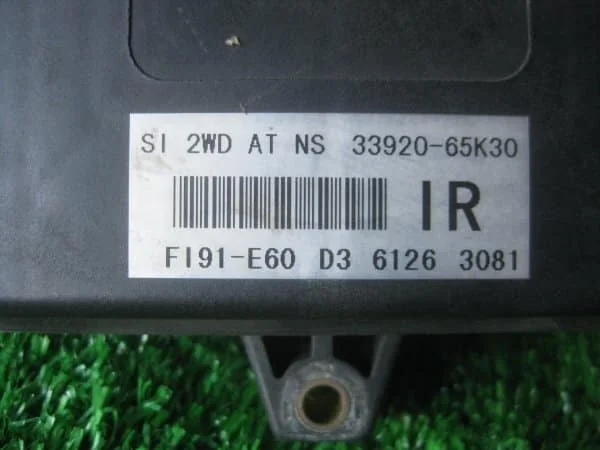 SI 2WD AT NS 33920-65K30
IR
FI91-E60 D3 6126 3081